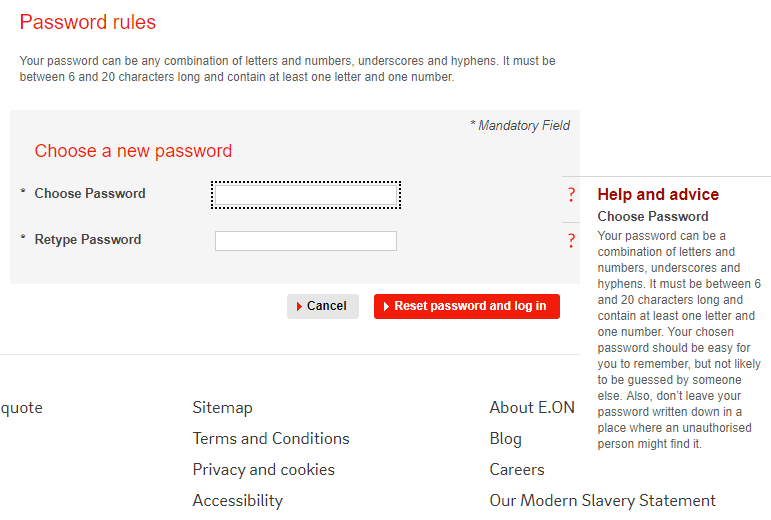 Password rules
Your password can be any combination of letters and numbers, underscores and hyphens. It must be
between 6 and 20 characters long and contain at least one letter and one number.
* Mandatory Field
Choose a new password
* Choose Password
?
* Retype Password
?
Cancel
Reset password and log in
Help and advice
Choose Password
Your password can be a
combination of letters and
numbers, underscores and
hyphens. It must be between 6
and 20 characters long and
contain at least one letter and
one number. Your chosen
password should be easy for
you to remember, but not likely
to be guessed by someone
else. Also, don't leave your
password written down in a
place where an unauthorised
person might find it.
quote
Sitemap
Terms and Conditions
Privacy and cookies
Accessibility
About E.ON
Blog
Careers
Our Modern Slavery Statement